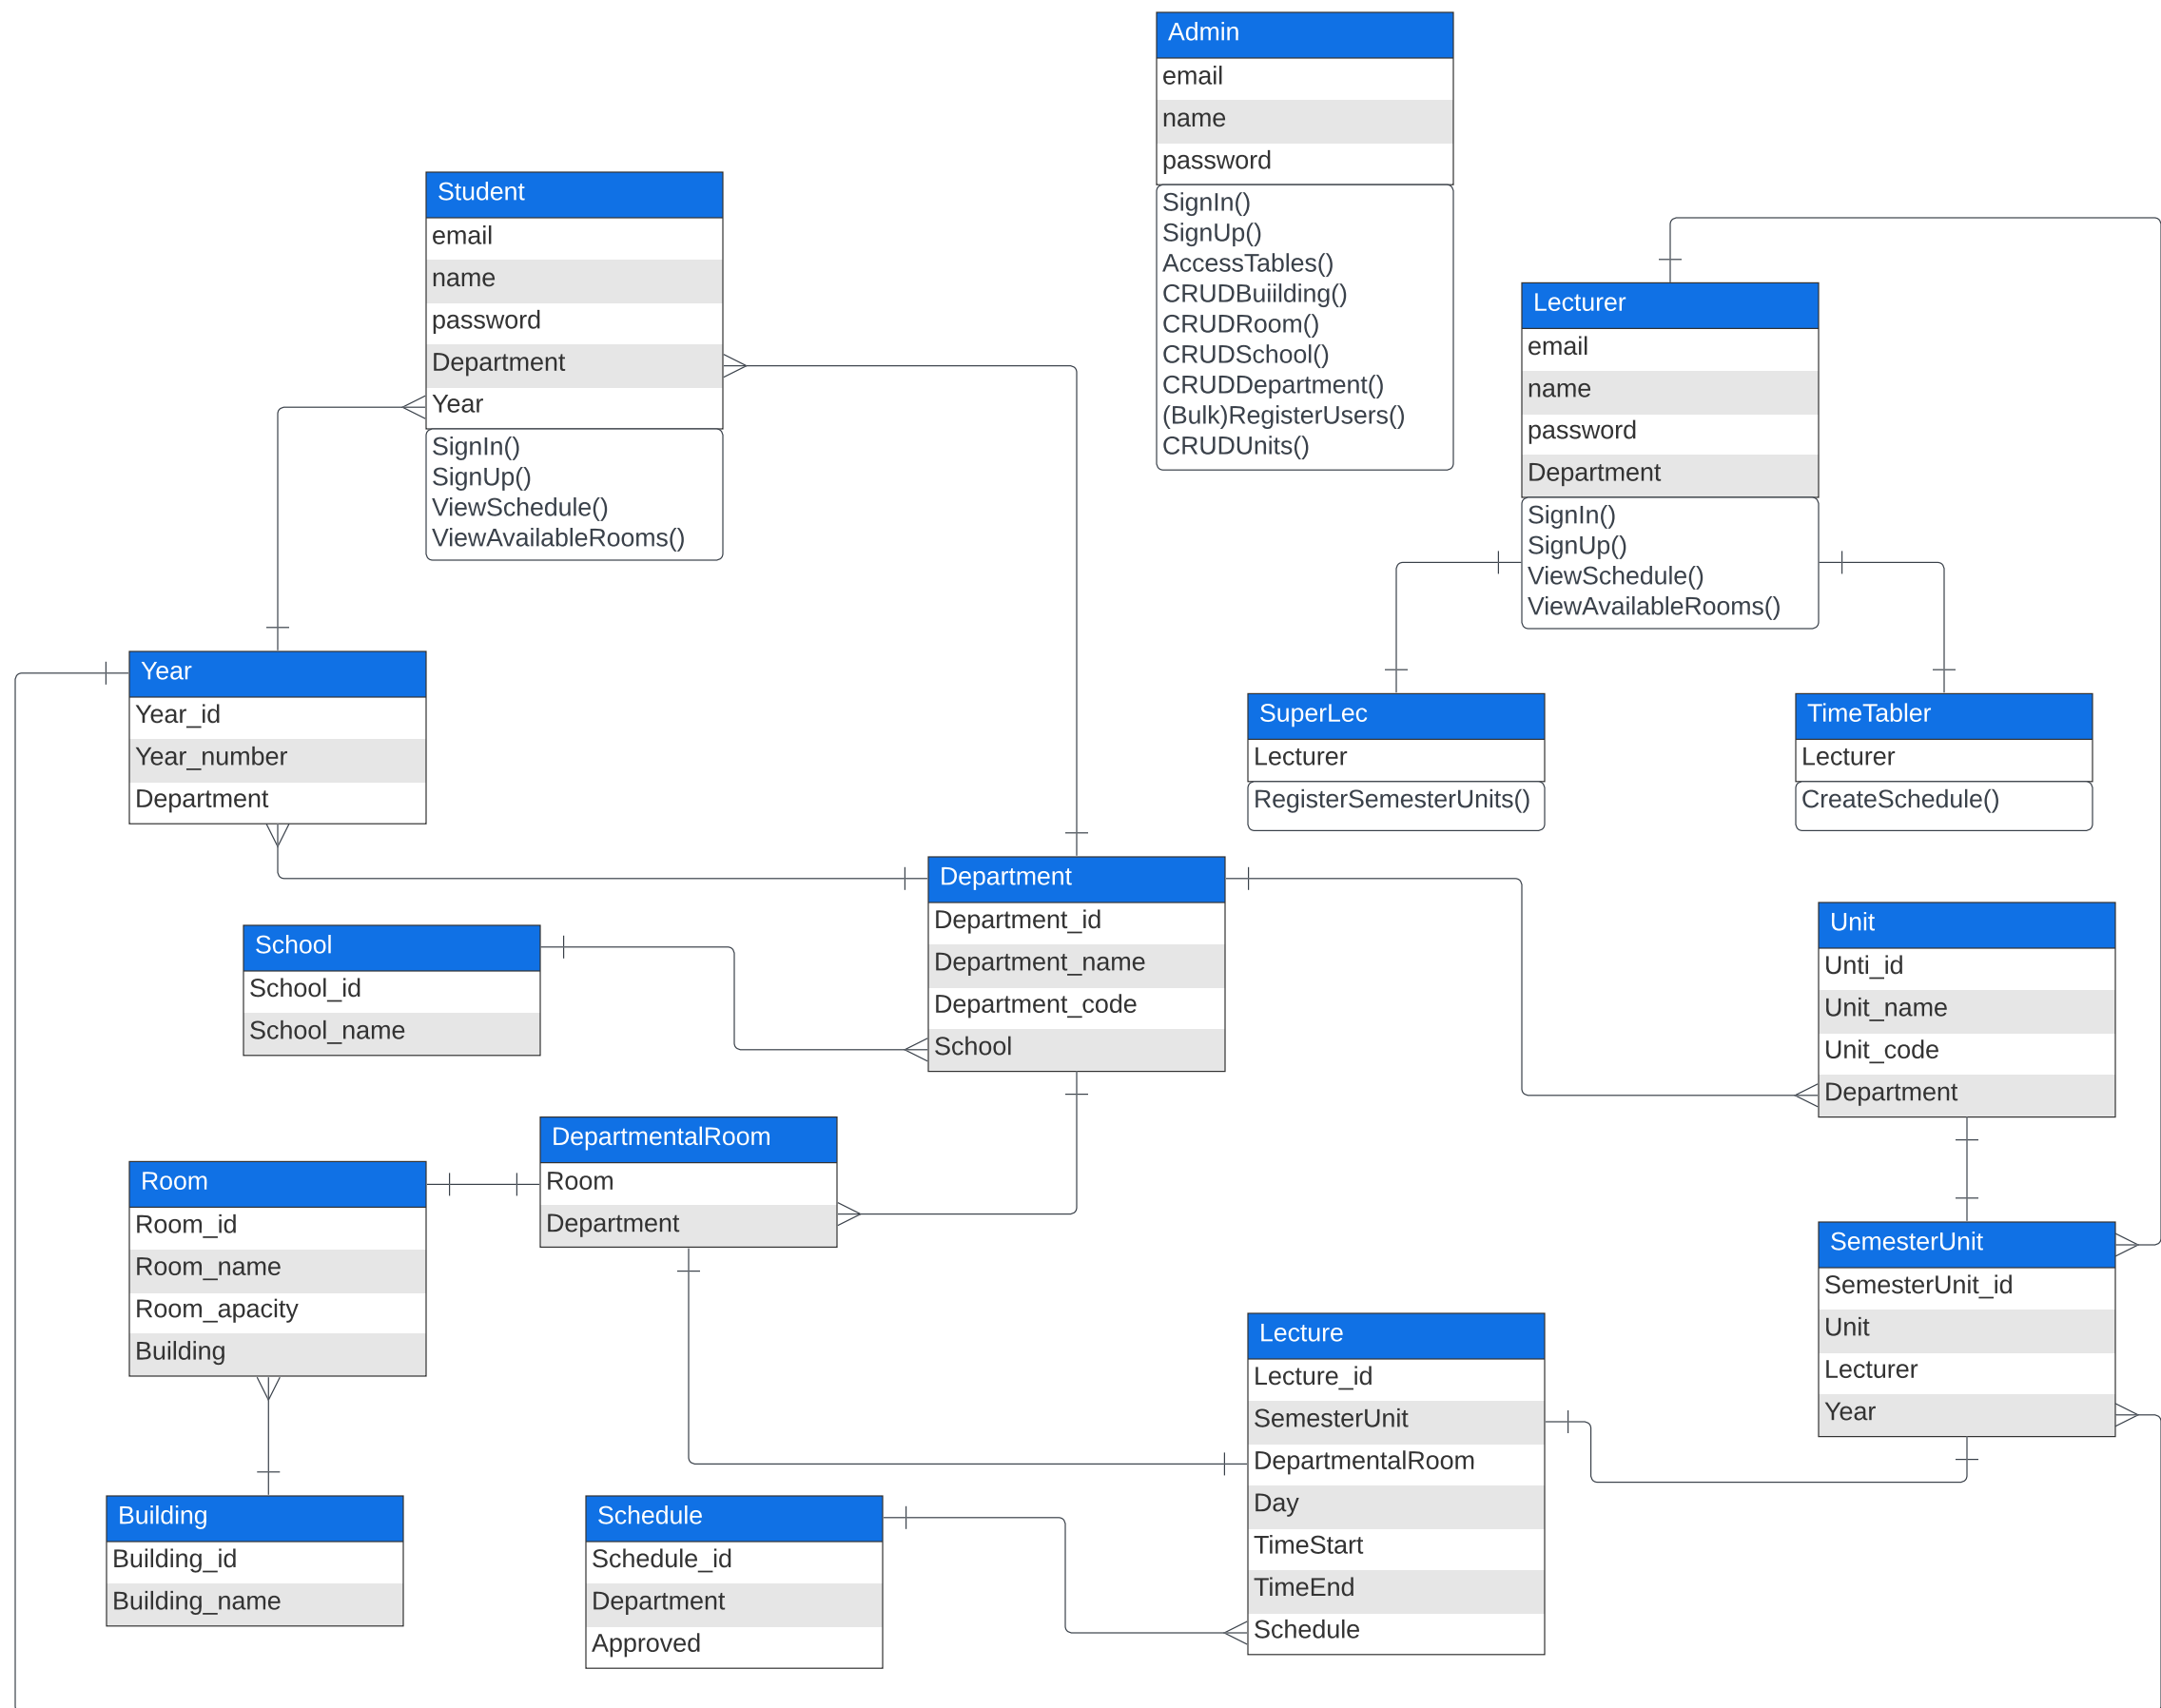 Admin
email
name
password
SignIn()
SignUp()
AccessTables()
CRUDBuiilding()
CRUDRoom()
CRUDSchool()
CRUDDepartment()
(Bulk)RegisterUsers()
CRUDUnits()
Student
email
name
password
Department
Year
SignIn()
SignUp()
ViewSchedule()
ViewAvailableRooms()
Lecturer
email
name
password
Department
SignIn()
SignUp()
ViewSchedule()
ViewAvailableRooms()
Year
Year_id
Year_number
Department
SuperLec
Lecturer
RegisterSemesterUnits()
TimeTabler
Lecturer
CreateSchedule()
Department
Department_id
Department_name
Department_code
School
School
School_id
School_name
Unit
Unti_id
Unit_name
Unit_code
Department
DepartmentalRoom
Room
Department
Room
Room_id
Room_name
Room_apacity
Building
SemesterUnit
SemesterUnit_id
Unit
Lecturer
Year
Lecture
Lecture_id
SemesterUnit
DepartmentalRoom
Day
TimeStart
TimeEnd
Schedule
Building
Building_id
Building_name
Schedule
Schedule_id
Department
Approved